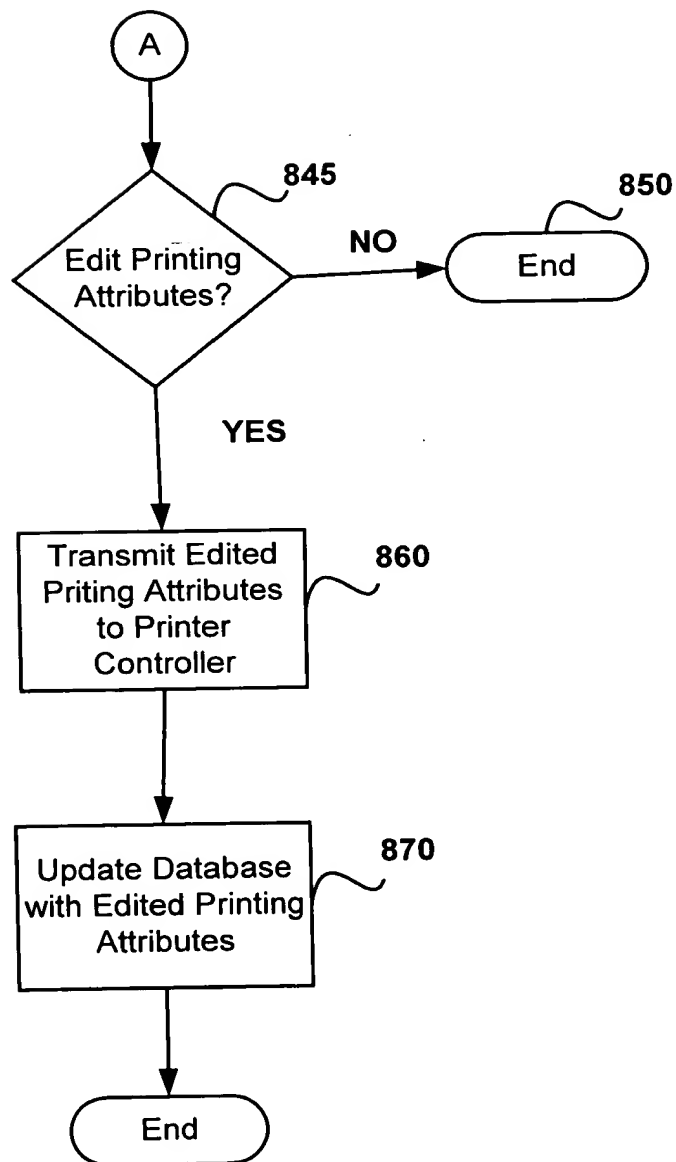 A
845
Edit Printing
Attributes?
NO
850
End
YES
Transmit Edited
Priting Attributes
to Printer
Controller
860
Update Database
with Edited Printing
Attributes
870
End